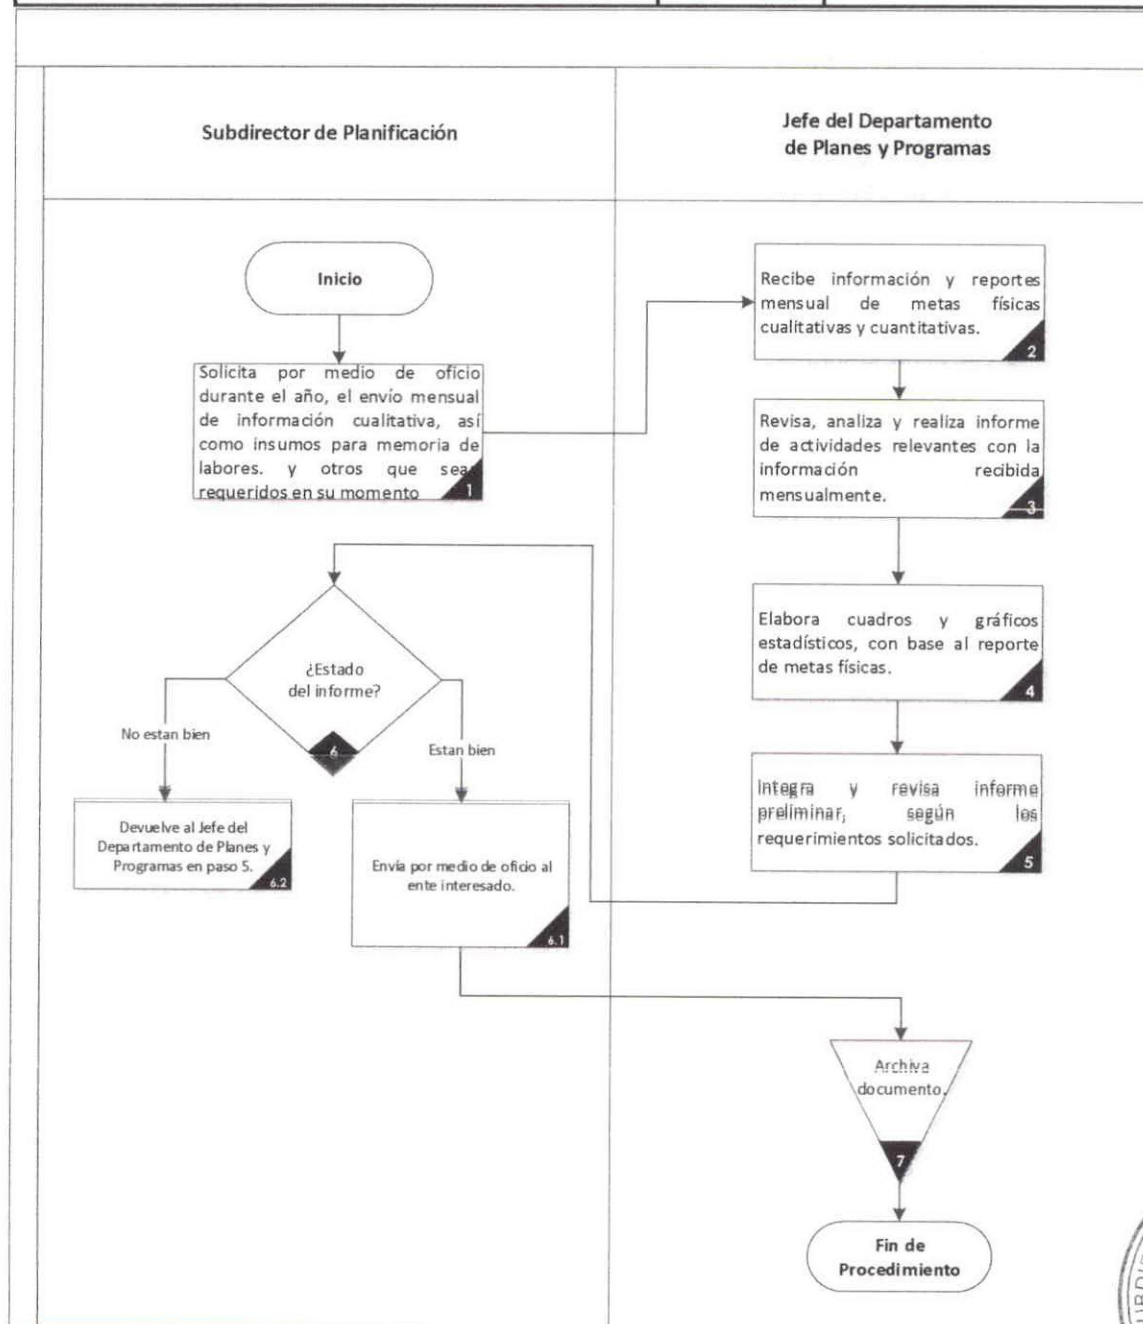 Subdirector de Planificación
Jefe del Departamento
de Planes y Programas
Inicio
Solicita por medio de oficio
durante el año, el envío mensual
de información cualitativa, así
como insumos para memoria de
labores. y otros que sea
requeridos en su momento
1
Recibe información y reportes
mensual de metas físicas
cualitativas y cuantitativas.
2
Revisa, analiza y realiza informe
de actividades relevantes con la
información recibida
mensualmente.
3
Elabora cuadros y gráficos
estadísticos, con base al reporte
de metas físicas.
4
Integra y revisa informe
preliminar, según los
requerimientos solicitados.
5
¿Estado
del informe?
6
No estan bien
Estan bien
Devuelve al Jefe del
Departamento de Planes y
Programas en paso 5.
6.2
Envía por medio de oficio al
ente interesado.
6.1
Archiva
documento.
7
Fin de
Procedimiento